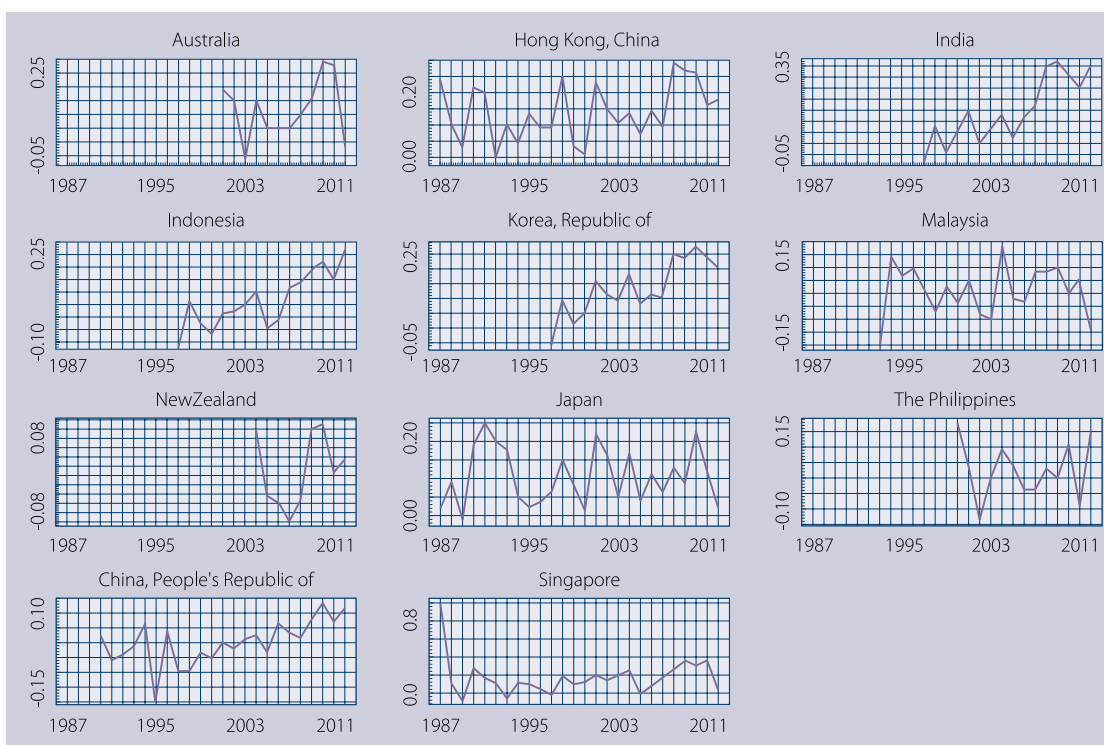 Australia
0.25
-0.05
1987 1995 2003 2011
Hong Kong, China
0.20
0.00
1987 1995 2003 2011
India
0.35
-0.05
1987 1995 2003 2011
Indonesia
0.25
-0.10
1987 1995 2003 2011
Korea, Republic of
0.25
-0.05
1987 1995 2003 2011
Malaysia
0.15
-0.15
1987 1995 2003 2011
NewZealand
0.08
-0.08
1987 1995 2003 2011
Japan
0.20
0.00
1987 1995 2003 2011
The Philippines
0.15
-0.10
1987 1995 2003 2011
China, People's Republic of
0.10
-0.15
1987 1995 2003 2011
Singapore
0.8
0.0
1987 1995 2003 2011